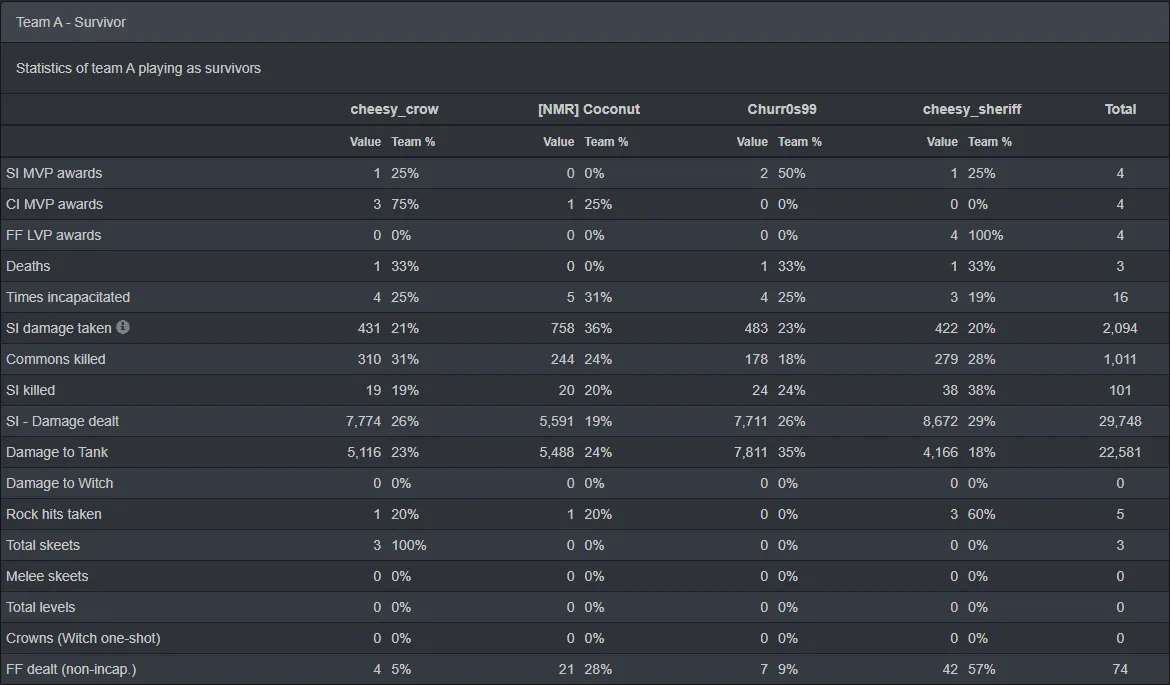 Team A - Survivor
Statistics of team A playing as survivors
cheesy_crow [NMR] Coconut Churr0s99 cheesy_sheriff Total
Value Team % Value Team % Value Team % Value Team %
SI MVP awards 1 25% 0 0% 2 50% 1 25% 4
CI MVP awards 3 75% 1 25% 0 0% 0 0% 4
FF LVP awards 0 0% 0 0% 0 0% 4 100% 4
Deaths 1 33% 0 0% 1 33% 1 33% 3
Times incapacitated 4 25% 5 31% 4 25% 3 19% 16
SI damage taken 431 21% 758 36% 483 23% 422 20% 2,094
Commons killed 310 31% 244 24% 178 18% 279 28% 1,011
SI killed 19 19% 20 20% 24 24% 38 38% 101
SI - Damage dealt 7,774 26% 5,591 19% 7,711 26% 8,672 29% 29,748
Damage to Tank 5,116 23% 5,488 24% 7,811 35% 4,166 18% 22,581
Damage to Witch 0 0% 0 0% 0 0% 0 0% 0
Rock hits taken 1 20% 1 20% 0 0% 3 60% 5
Total skeets 3 100% 0 0% 0 0% 0 0% 3
Melee skeets 0 0% 0 0% 0 0% 0 0% 0
Total levels 0 0% 0 0% 0 0% 0 0% 0
Crowns (Witch one-shot) 0 0% 0 0% 0 0% 0 0% 0
FF dealt (non-incap.) 4 5% 21 28% 7 9% 42 57% 74